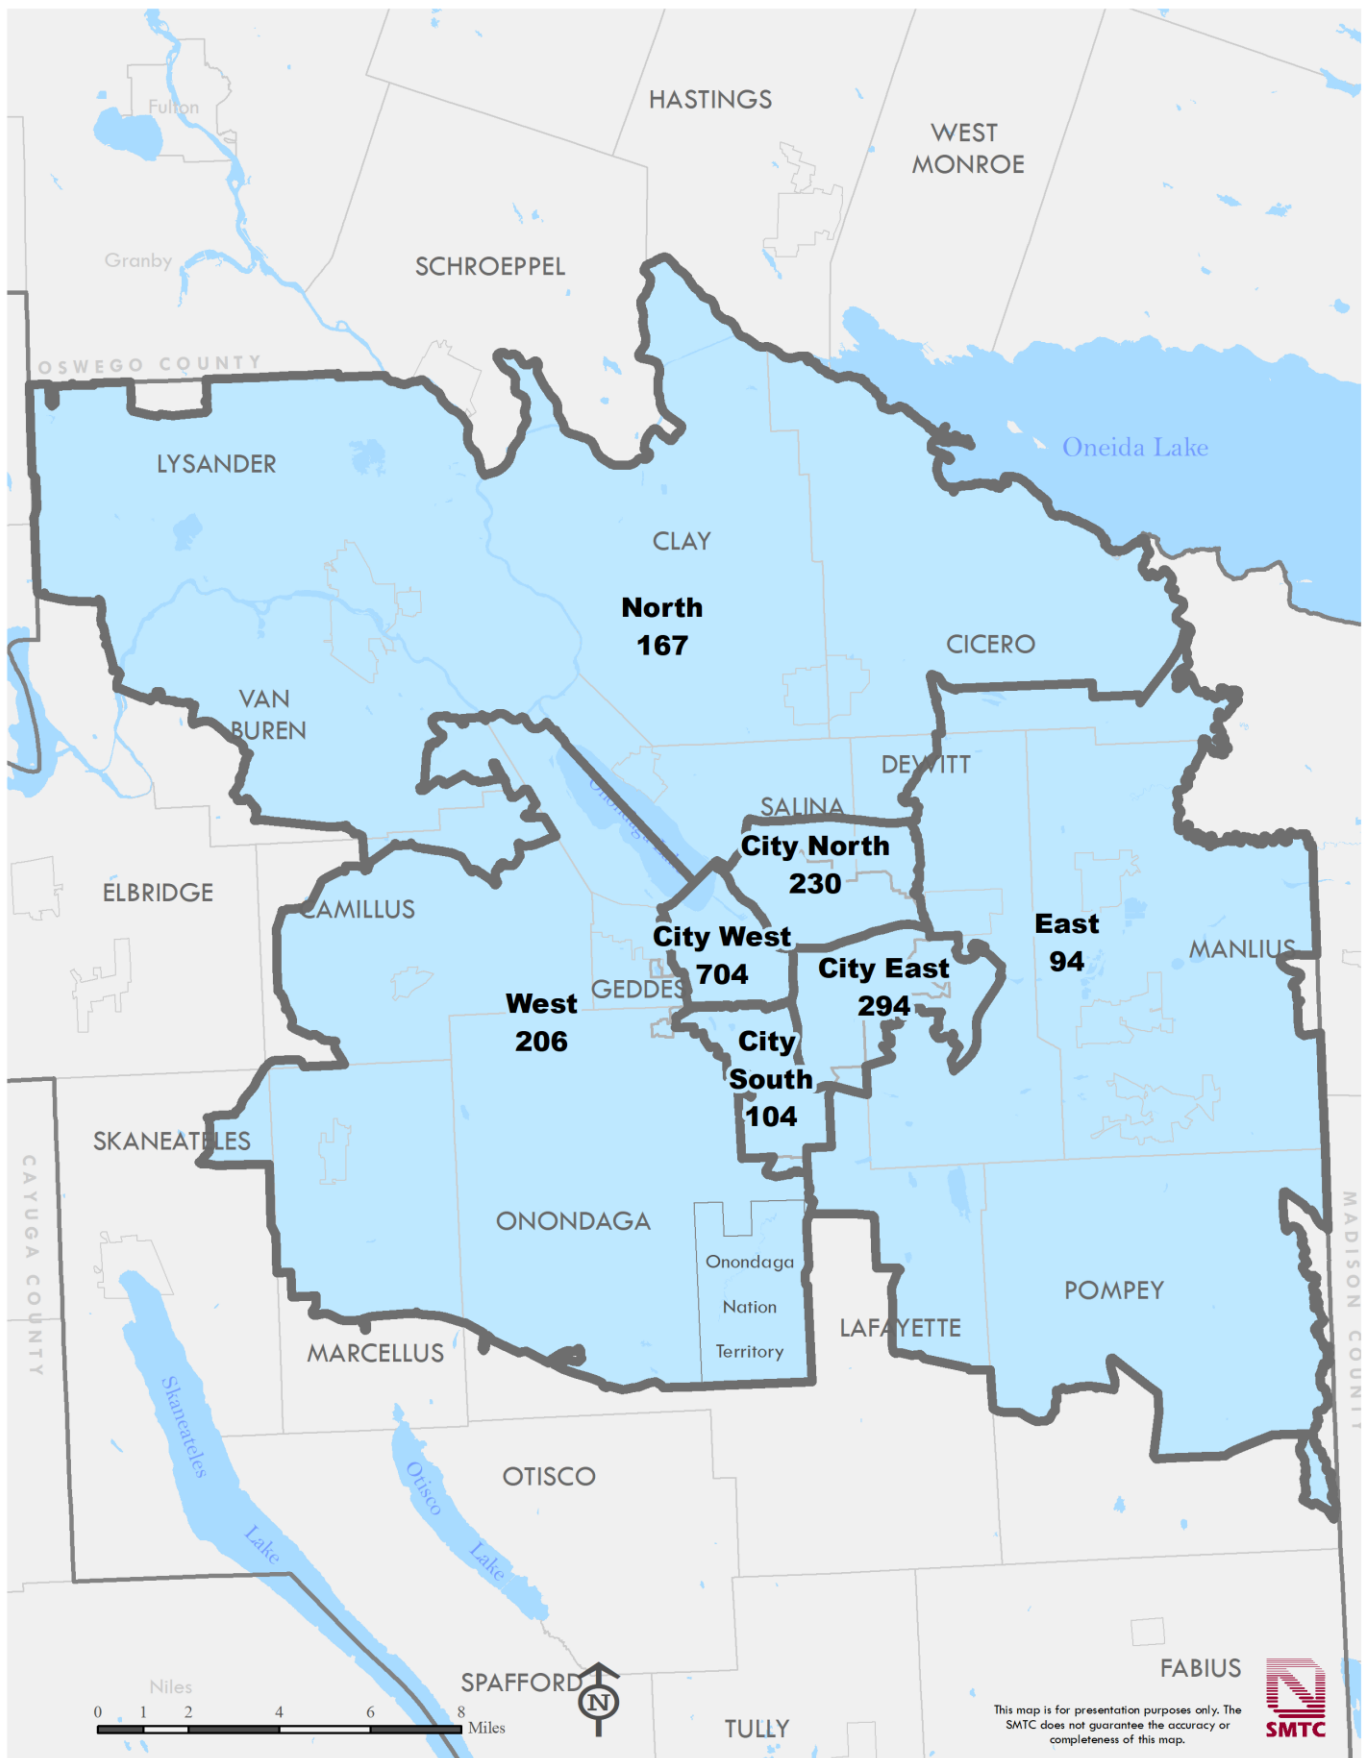 HASTINGS
WEST
MONROE
Fulton
Granby
SCHROEPPEL
OSWEGO COUNTY
Oneida Lake
LYSANDER
CLAY
North
167
CICERO
VAN
BUREN
DEWITT
SALINA
City North
230
ELBRIDGE
CAMILLUS
East
94
City West
704
MANLIUS
City East
294
GEDDES
West
206
City
South
104
SKANEATELES
CAYUGA COUNTY
MADISON COUNTY
ONONDAGA
Onondaga
Nation
Territory
POMPEY
LAFAYETTE
MARCELLUS
Skaneateles
Lake
Otisco
Lake
OTISCO
SPAFFORD
FABIUS
Niles
0 1 2 4 6 8
Miles
N
TULLY
This map is for presentation purposes only. The
SMTC does not guarantee the accuracy or
completeness of this map.
SMTC